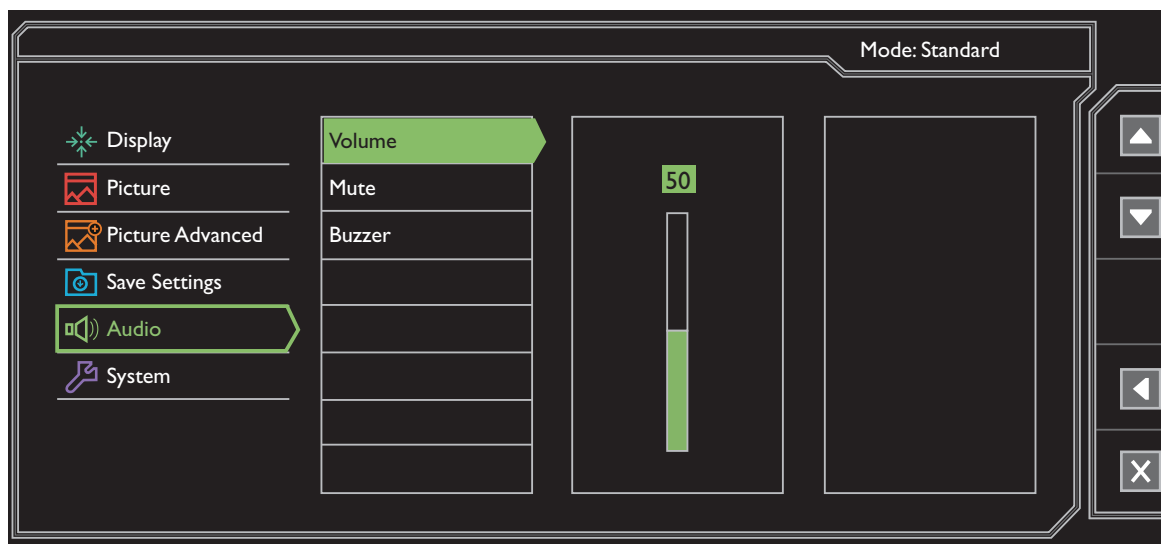 Mode: Standard
Display
Picture
Picture Advanced
Save Settings
Audio
System
Volume
Mute
Buzzer
50